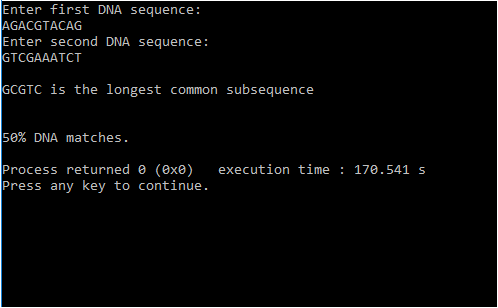 Enter first DNA sequence:
AGACGTACAG
Enter second DNA sequence:
GTCGAAATCT
GCGTC is the longest common subsequence
50% DNA matches.
Process returned 0 (0x0)   execution time : 170.541 s
Press any key to continue.